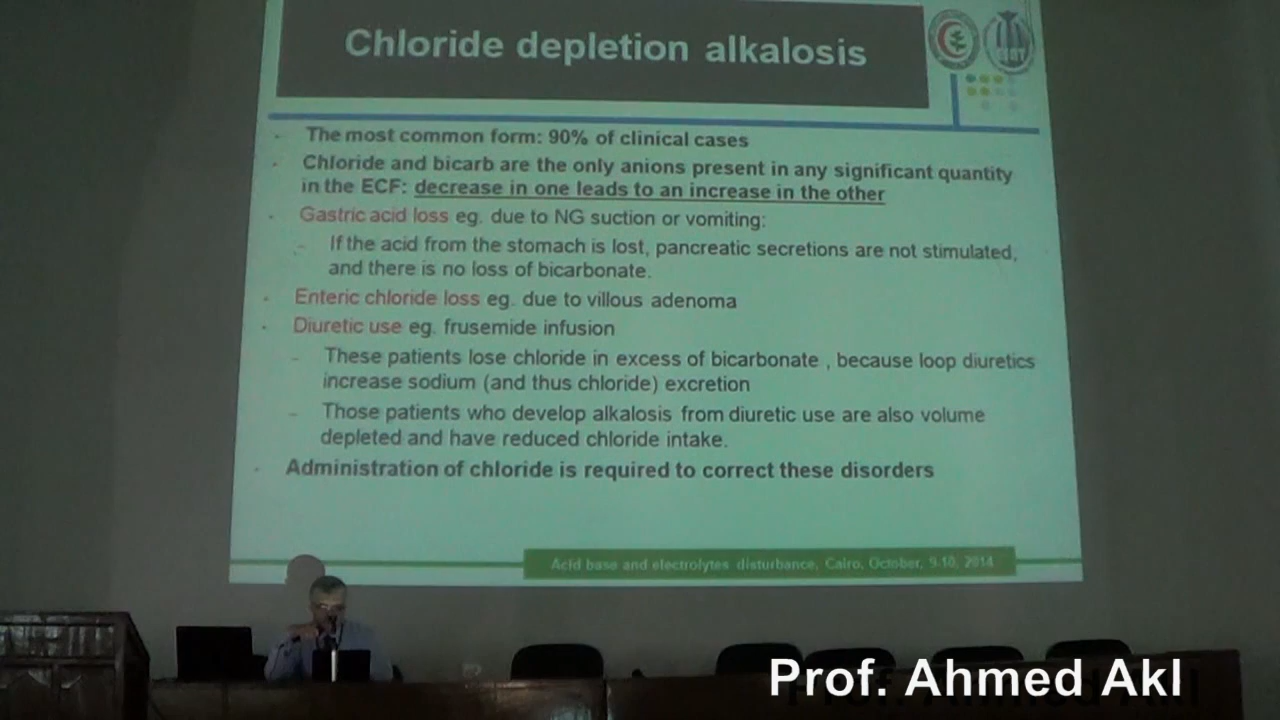 Chloride depletion alkalosis
The most common form: 90% of clinical cases
Chloride and bicarb are the only anions present in any significant quantity
in the ECF: decrease in one leads to an increase in the other
Gastric acid loss eg. due to NG suction or vomiting:
If the acid from the stomach is lost, pancreatic secretions are not stimulated,
and there is no loss of bicarbonate.
Enteric chloride loss eg. due to villous adenoma
Diuretic use eg. frusemide infusion
These patients lose chloride in excess of bicarbonate , because loop diuretics
increase sodium (and thus chloride) excretion
Those patients who develop alkalosis from diuretic use are also volume
depleted and have reduced chloride intake.
Administration of chloride is required to correct these disorders
Acid base and electrolytes disturbance, Cairo, October, 9-10, 2014
Prof. Ahmed Akl